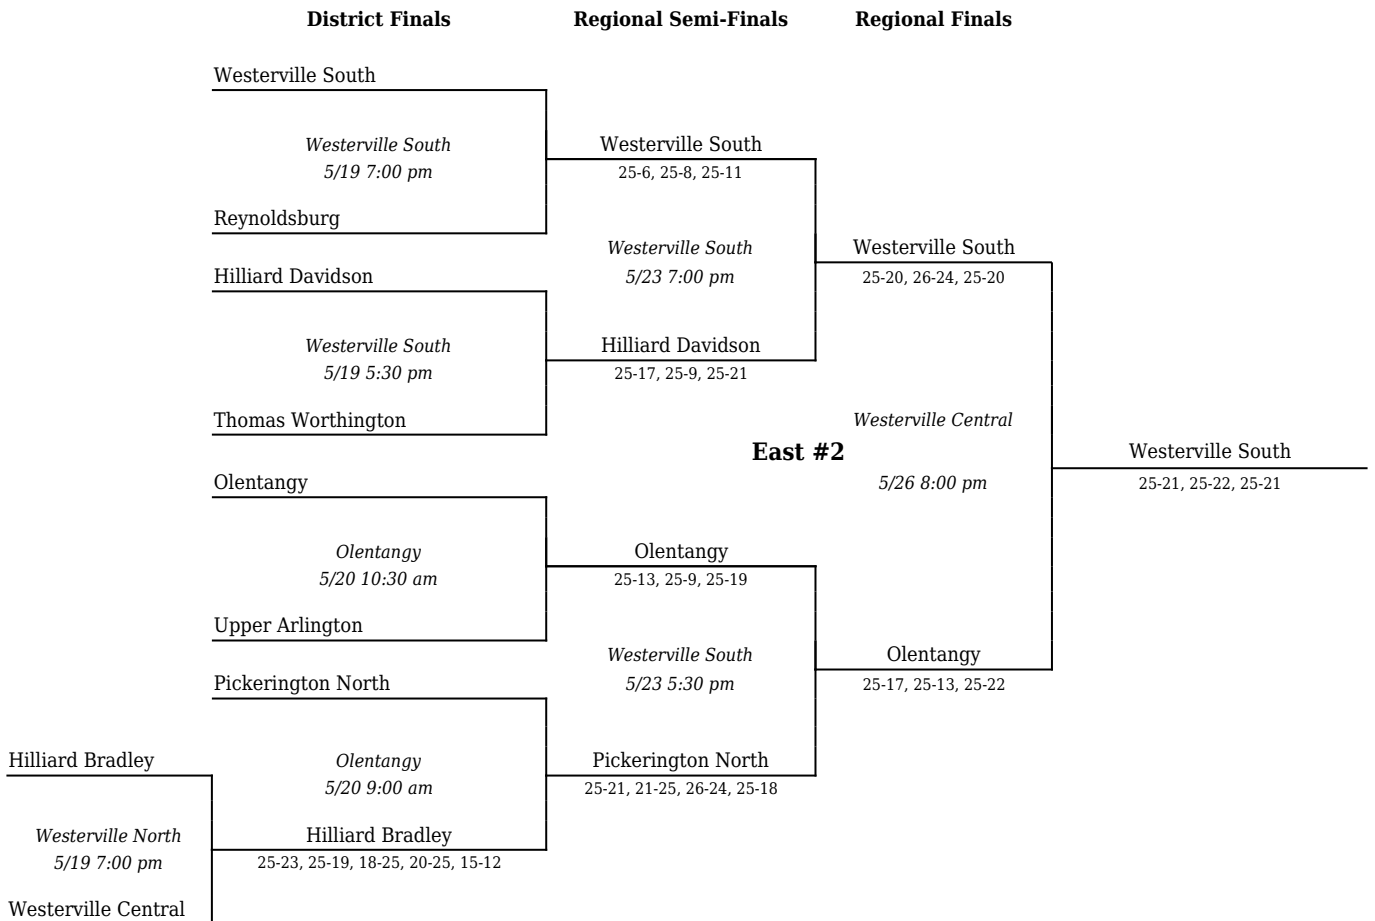 District Finals
Regional Semi-Finals
Regional Finals
Westerville South
Westerville South
5/19 7:00 pm
Westerville South
25-6, 25-8, 25-11
Reynoldsburg
Westerville South
5/23 7:00 pm
Westerville South
25-20, 26-24, 25-20
Hilliard Davidson
Westerville South
5/19 5:30 pm
Hilliard Davidson
25-17, 25-9, 25-21
Thomas Worthington
Westerville Central
East #2
5/26 8:00 pm
Westerville South
25-21, 25-22, 25-21
Olentangy
Olentangy
5/20 10:30 am
Olentangy
25-13, 25-9, 25-19
Upper Arlington
Westerville South
5/23 5:30 pm
Olentangy
25-17, 25-13, 25-22
Pickerington North
Hilliard Bradley
Olentangy
5/20 9:00 am
Pickerington North
25-21, 21-25, 26-24, 25-18
Westerville North
5/19 7:00 pm
Hilliard Bradley
25-23, 25-19, 18-25, 20-25, 15-12
Westerville Central